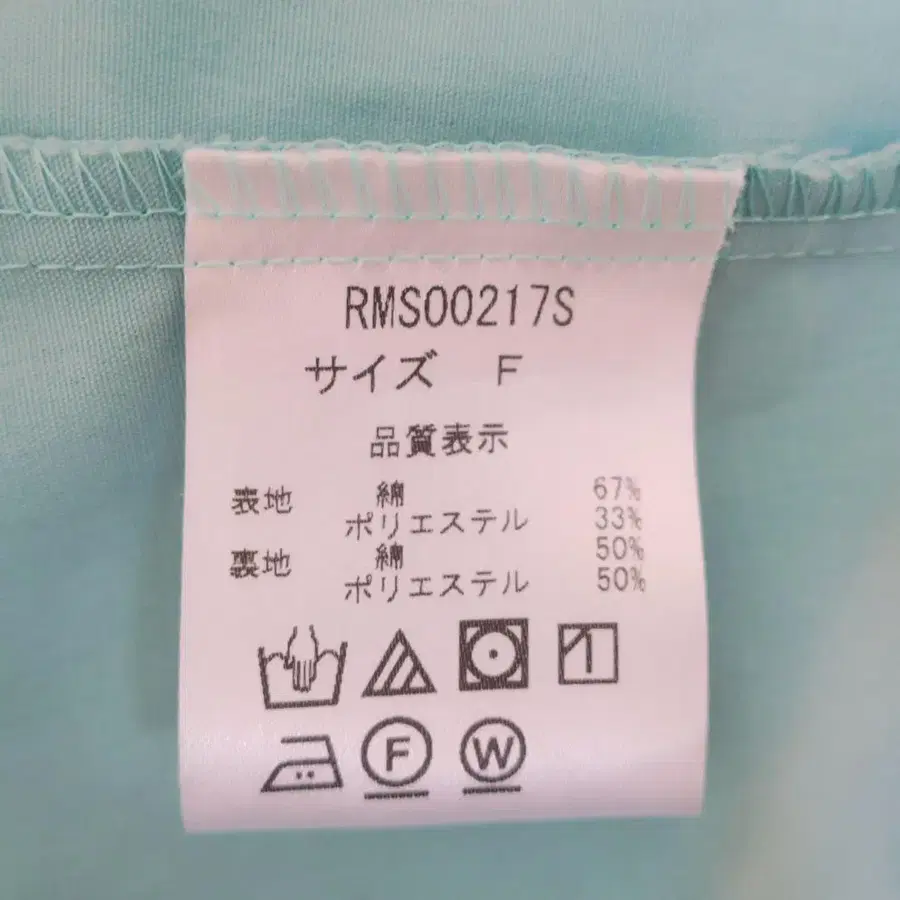 RMS00217S
サイズ F
品質表示
表地 綿 67%
ポリエステル 33%
裏地 綿 50%
ポリエステル 50%
F W